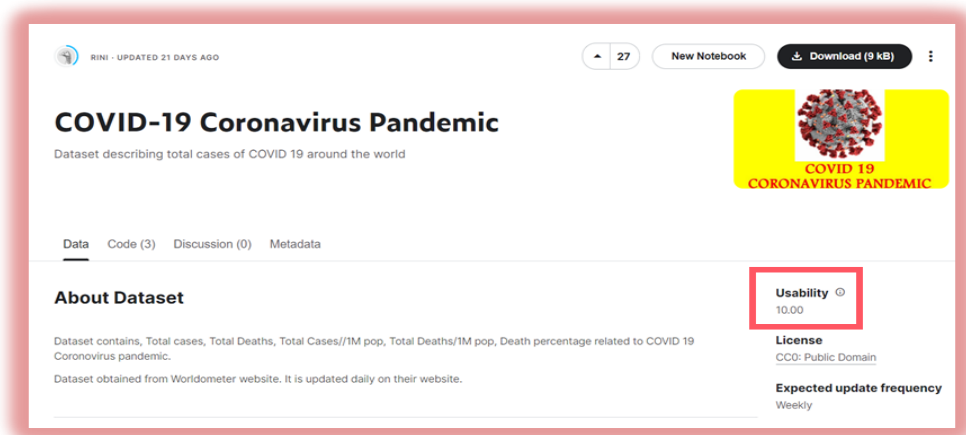 RINI · UPDATED 21 DAYS AGO
27
New Notebook
Download (9 kB)
COVID-19 Coronavirus Pandemic
Dataset describing total cases of COVID 19 around the world
COVID 19
CORONAVIRUS PANDEMIC
Data
Code (3)
Discussion (0)
Metadata
About Dataset
Dataset contains, Total cases, Total Deaths, Total Cases//1M pop, Total Deaths/1M pop, Death percentage related to COVID 19
Coronovirus pandemic.
Dataset obtained from Worldometer website. It is updated daily on their website.
Usability
10.00
License
CC0: Public Domain
Expected update frequency
Weekly